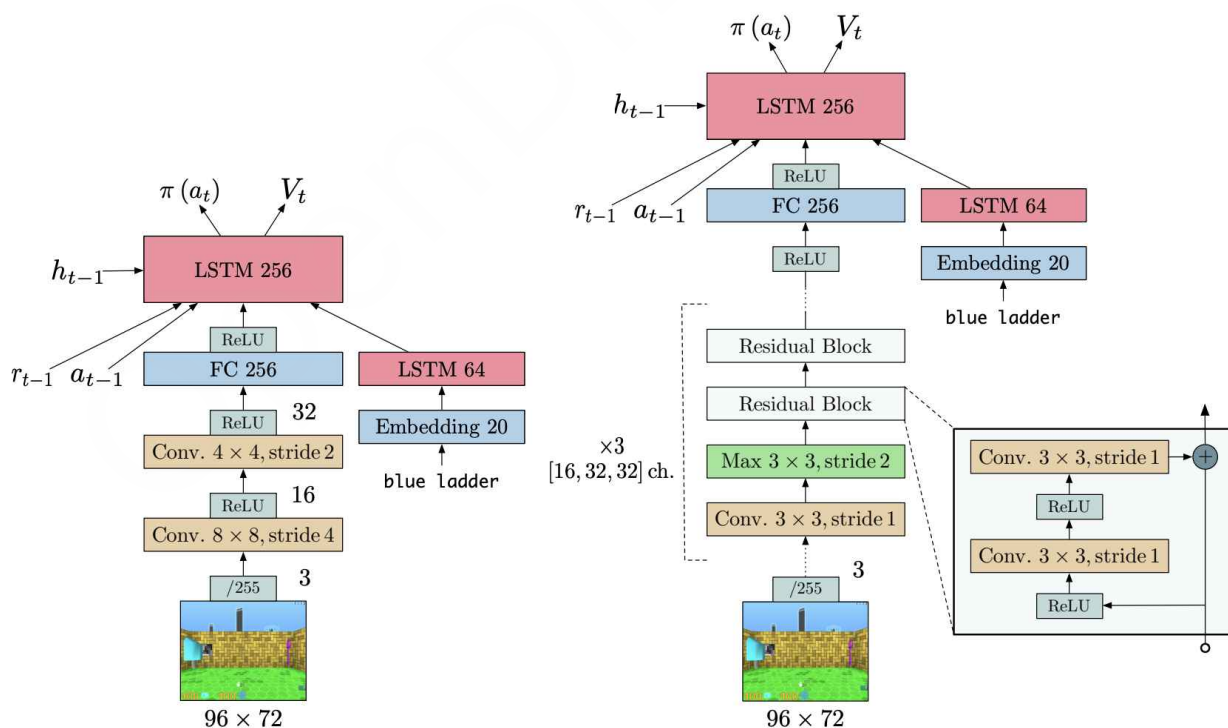 π (a_t) V_t
LSTM 256
h_{t−1}
r_{t−1} a_{t−1}
ReLU
FC 256
LSTM 64
ReLU 32
Embedding 20
Conv. 4 × 4, stride 2
blue ladder
ReLU 16
Conv. 8 × 8, stride 4
/255 3
96 × 72
π (a_t) V_t
LSTM 256
h_{t−1}
r_{t−1} a_{t−1}
ReLU
FC 256
LSTM 64
ReLU
Embedding 20
blue ladder
Residual Block
Residual Block
×3
[16, 32, 32] ch.
Max 3 × 3, stride 2
Conv. 3 × 3, stride 1
/255 3
96 × 72
Conv. 3 × 3, stride 1 +
ReLU
Conv. 3 × 3, stride 1
ReLU